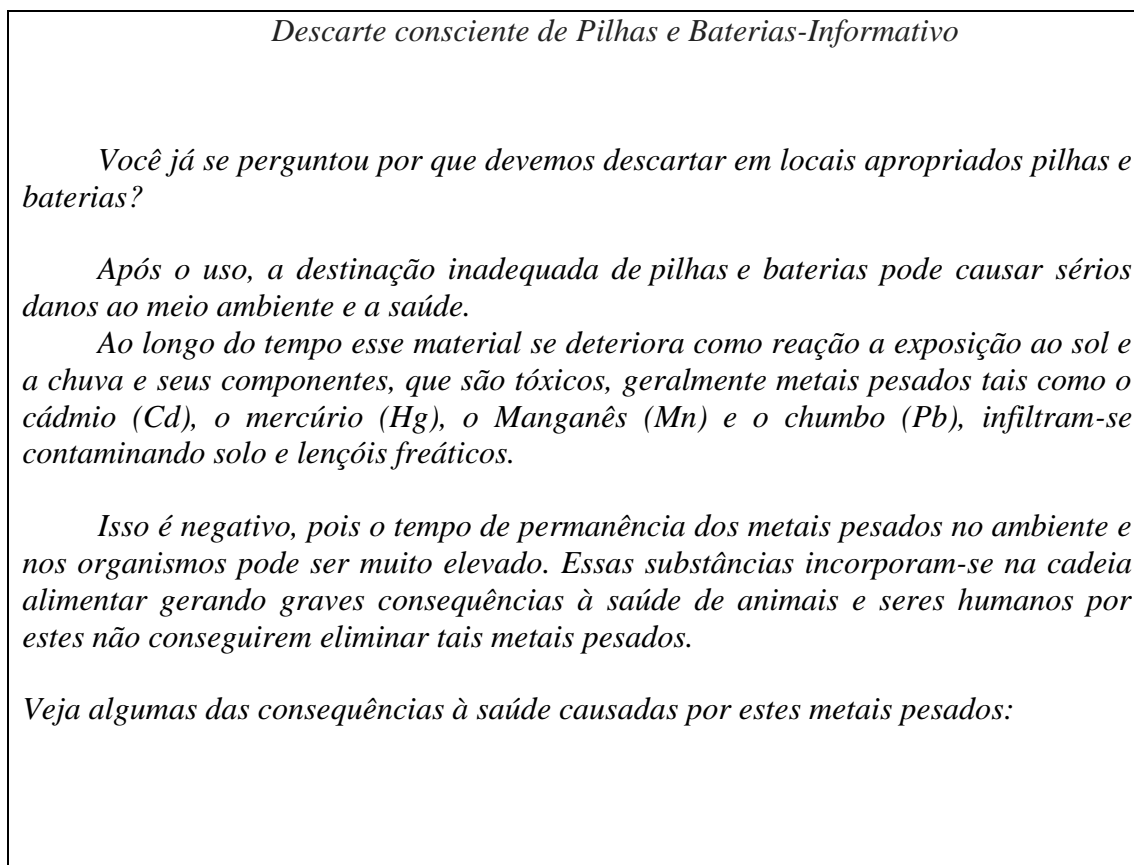 Descarte consciente de Pilhas e Baterias-Informativo
Você já se perguntou por que devemos descartar em locais apropriados pilhas e
baterias?
Após o uso, a destinação inadequada de pilhas e baterias pode causar sérios
danos ao meio ambiente e a saúde.
Ao longo do tempo esse material se deteriora como reação a exposição ao sol e
a chuva e seus componentes, que são tóxicos, geralmente metais pesados tais como o
cádmio (Cd), o mercúrio (Hg), o Manganês (Mn) e o chumbo (Pb), infiltram-se
contaminando solo e lençóis freáticos.
Isso é negativo, pois o tempo de permanência dos metais pesados no ambiente e
nos organismos pode ser muito elevado. Essas substâncias incorporam-se na cadeia
alimentar gerando graves consequências à saúde de animais e seres humanos por
estes não conseguirem eliminar tais metais pesados.
Veja algumas das consequências à saúde causadas por estes metais pesados: